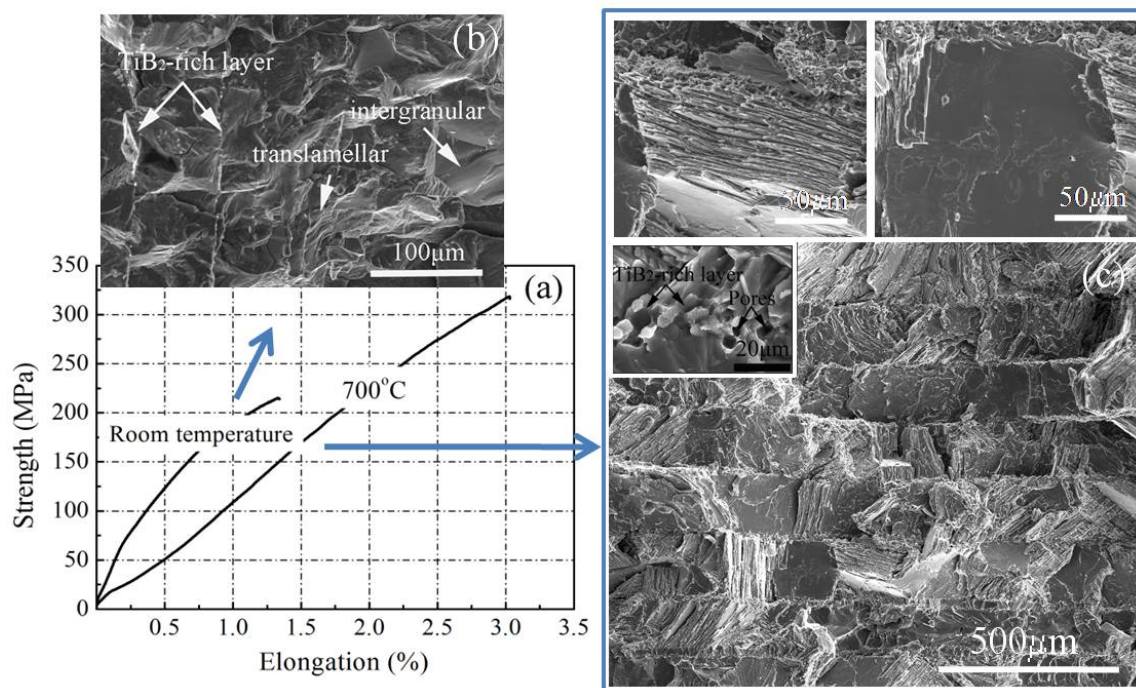 (b)
TiB₂-rich layer
intergranular
translamellar
100μm
(a)
350
300
250
200
150
100
50
0
Strength (MPa)
700°C
Room temperature
0.5 1.0 1.5 2.0 2.5 3.0 3.5
Elongation (%)
50μm
50μm
(c)
TiB₂-rich layer
Pores
20μm
500μm